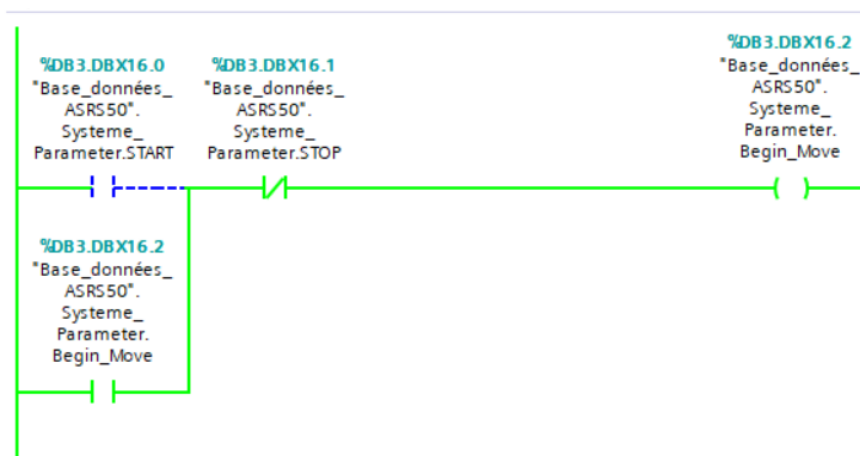 %DB3.DBX16.0
"Base_données_
ASRS50".
Systeme_
Parameter.START
%DB3.DBX16.1
"Base_données_
ASRS50".
Systeme_
Parameter.STOP
%DB3.DBX16.2
"Base_données_
ASRS50".
Systeme_
Parameter.
Begin_Move
%DB3.DBX16.2
"Base_données_
ASRS50".
Systeme_
Parameter.
Begin_Move